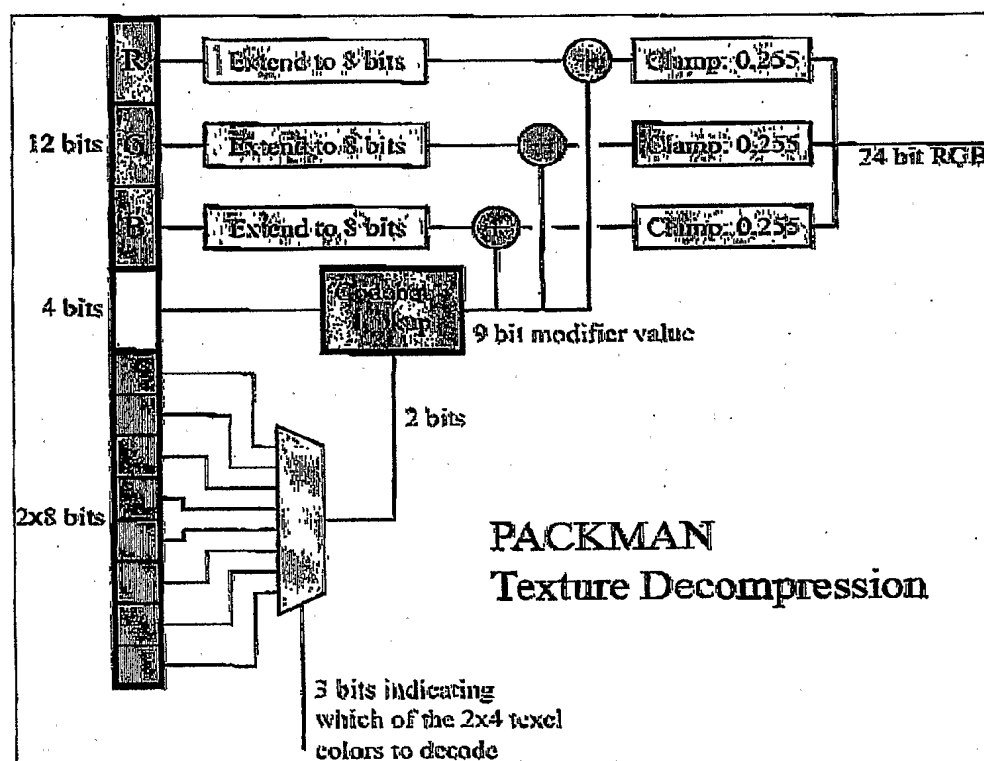 R
Extend to 8 bits
Clamp: 0,255
12 bits
G
Extend to 8 bits
Clamp: 0,255
24 bit RGB
B
Extend to 8 bits
Clamp: 0,255
4 bits
Lookup
9 bit modifier value
2 bits
2x8 bits
PACKMAN
Texture Decompression
3 bits indicating
which of the 2x4 texel
colors to decode